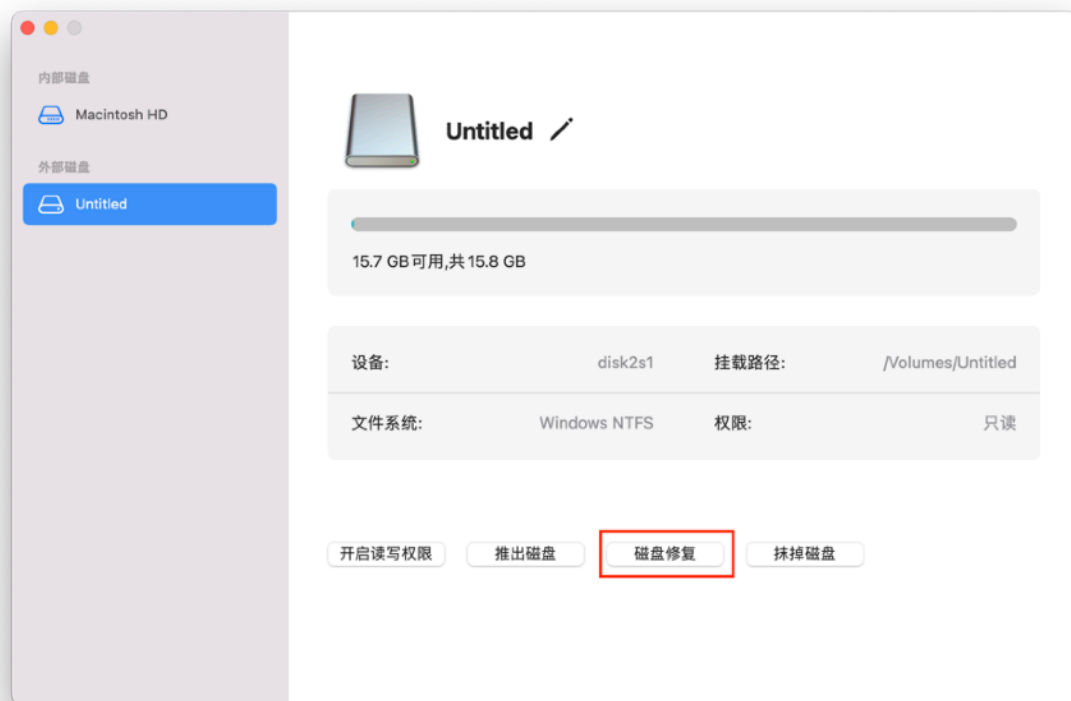 内部磁盘
Macintosh HD
外部磁盘
Untitled
Untitled
15.7 GB可用,共15.8 GB
设备: disk2s1 挂载路径: /Volumes/Untitled
文件系统: Windows NTFS 权限: 只读
开启读写权限 推出磁盘 磁盘修复 抹掉磁盘